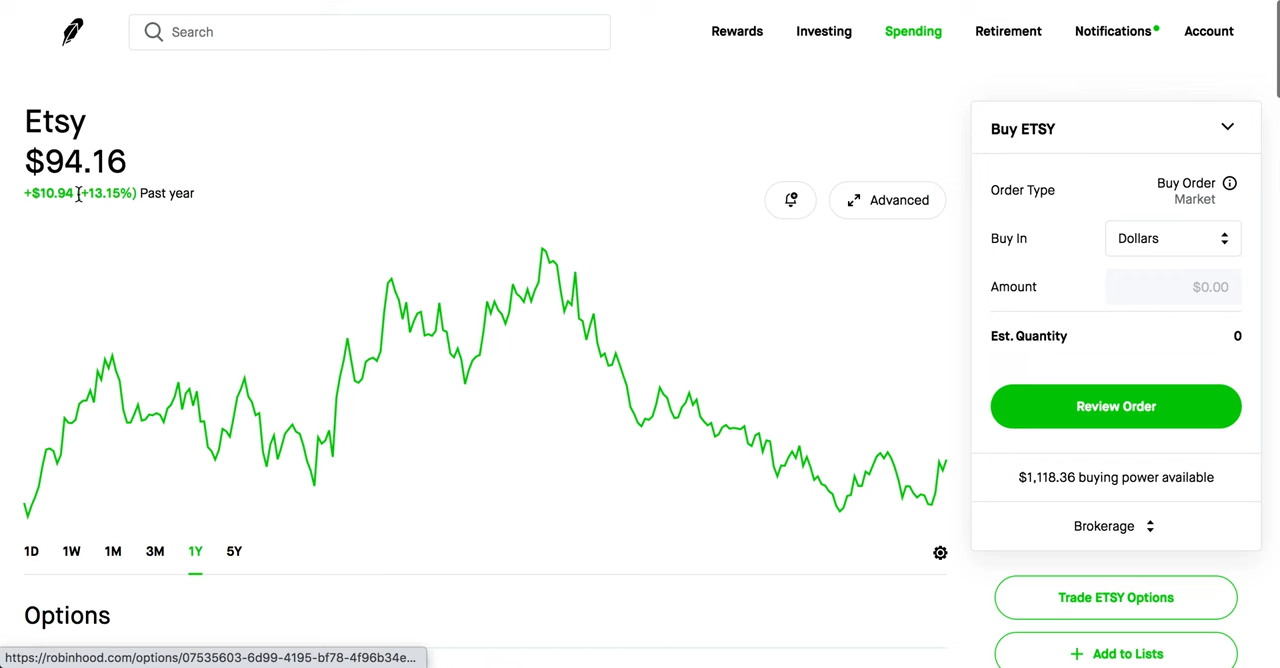 Search
Rewards
Investing
Spending
Retirement
Notifications
Account
Etsy
$94.16
+$10.94 (+13.15%) Past year
Advanced
1D
1W
1M
3M
1Y
5Y
Options
Buy ETSY
Order Type
Buy Order
Market
Buy In
Dollars
Amount
$0.00
Est. Quantity
0
Review Order
$1,118.36 buying power available
Brokerage
Trade ETSY Options
+ Add to Lists
https://robinhood.com/options/07535603-6d99-4195-bf78-4f96b34e...